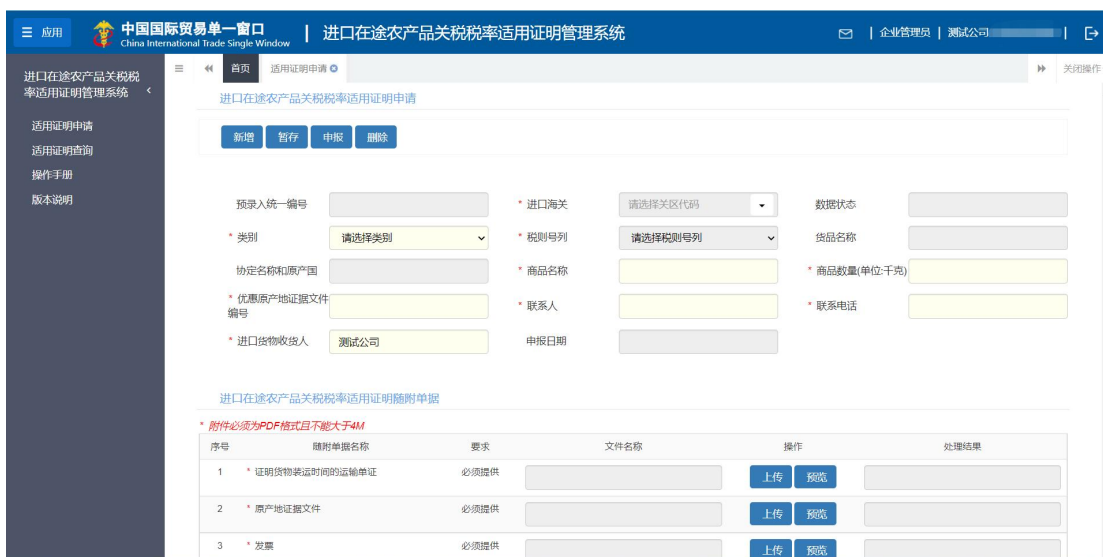 应用
中国国际贸易单一窗口
China International Trade Single Window
进口在途农产品关税税率适用证明管理系统
企业管理员
测试公司
进口在途农产品关税税
率适用证明管理系统
适用证明申请
适用证明查询
操作手册
版本说明
首页
适用证明申请
关闭操作
进口在途农产品关税税率适用证明申请
新增 暂存 申报 删除
预录入统一编号 * 进口海关 请选择关区代码 数据状态
* 类别 请选择类别 * 税则号列 请选择税则号列 货品名称
协定名称和原产国 * 商品名称 * 商品数量(单位:千克)
* 优惠原产地证据文件
编号 * 联系人 * 联系电话
* 进口货物收货人 测试公司 申报日期
进口在途农产品关税税率适用证明随附单据
* 附件必须为PDF格式且不能大于4M
序号 随附单据名称 要求 文件名称 操作 处理结果
1 * 证明货物装运时间的运输单证 必须提供 上传 预览
2 * 原产地证据文件 必须提供 上传 预览
3 * 发票 必须提供 上传 预览